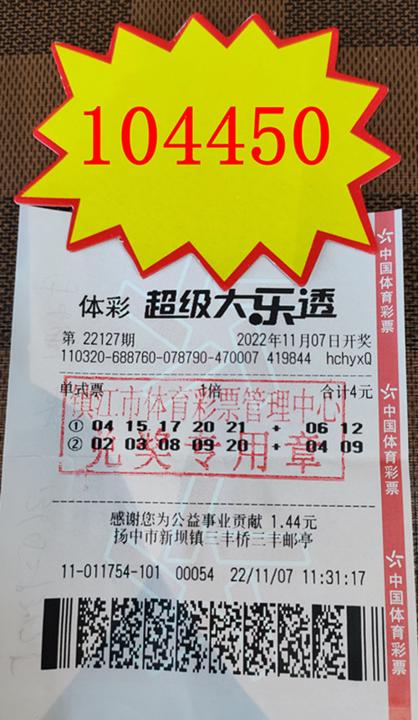 104450
体彩 超级大乐透
第 22127期 2022年11月07日开奖
110320-688760-078790-470007 419844 hchyxQ
单式票 1倍 合计4元
镇江市体育彩票管理中心
① 04 15 17 20 21 + 06 12
② 02 03 08 09 20 + 04 09
兑奖专用章
感谢您为公益事业贡献 1.44元
扬中市新坝镇三丰桥三丰邮亭
11-011754-101 00054 22/11/07 11:31:17
中国体育彩票
中国体育彩票
中国体育彩票